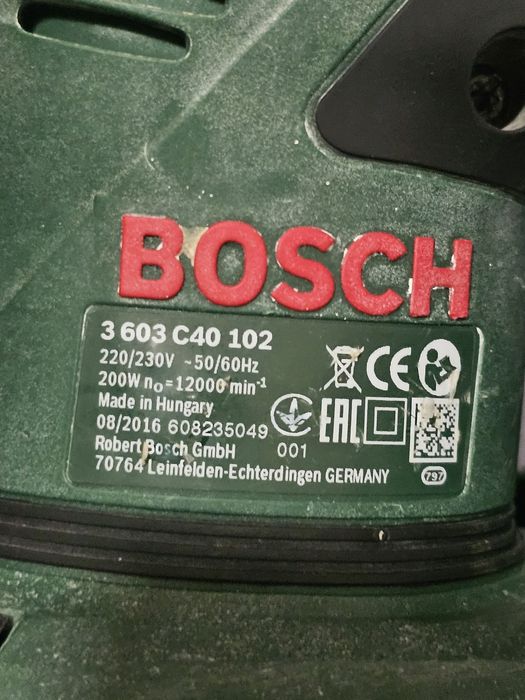 BOSCH
3 603 C40 102
220/230V ~50/60Hz
200W n₀=12000 min⁻¹
Made in Hungary
08/2016 608235049
Robert Bosch GmbH
70764 Leinfelden-Echterdingen GERMANY
CE
001
EAC
797